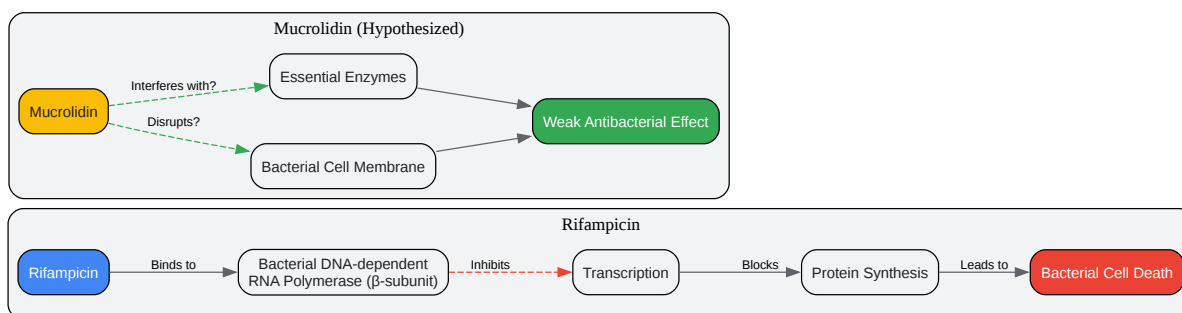 Mucrolidin (Hypothesized)
Mucrolidin
Interferes with?
Disrupts?
Essential Enzymes
Bacterial Cell Membrane
Weak Antibacterial Effect
Rifampicin
Rifampicin
Binds to
Bacterial DNA-dependent
RNA Polymerase (β-subunit)
Inhibits
Transcription
Blocks
Protein Synthesis
Leads to
Bacterial Cell Death